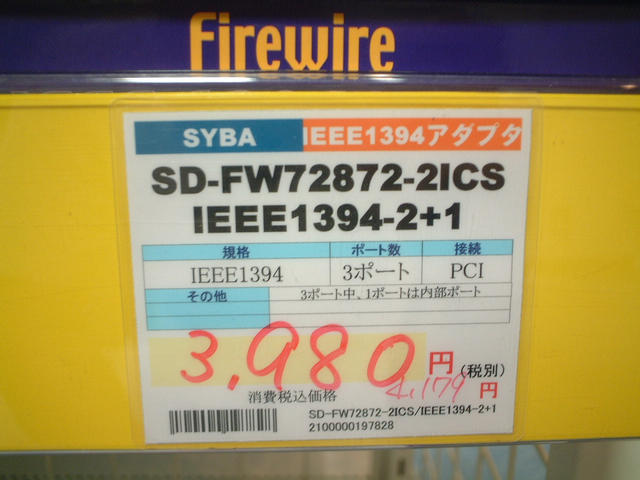 Firewire
SYBA IEEE1394アダプタ
SD-FW72872-2ICS
IEEE1394-2+1
規格 ポート数 接続
IEEE1394 3ポート PCI
その他 3ポート中、1ポートは内部ポート
3,980 円 (税別)
消費税込価格 4,179 円
SD-FW72872-2ICS/IEEE1394-2+1
2100000197828